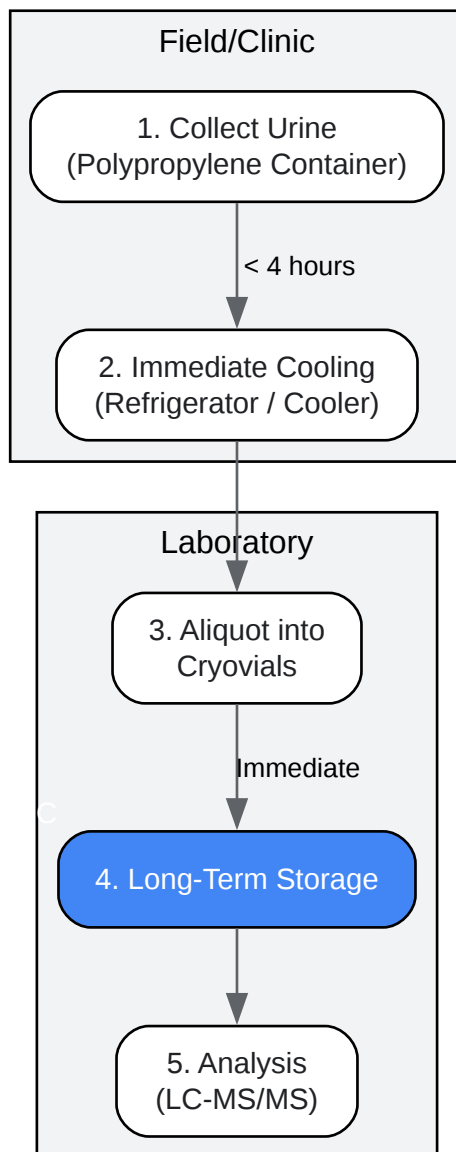 Field/Clinic
1. Collect Urine
(Polypropylene Container)
< 4 hours
2. Immediate Cooling
(Refrigerator / Cooler)
Laboratory
3. Aliquot into
Cryovials
Immediate
C
4. Long-Term Storage
5. Analysis
(LC-MS/MS)